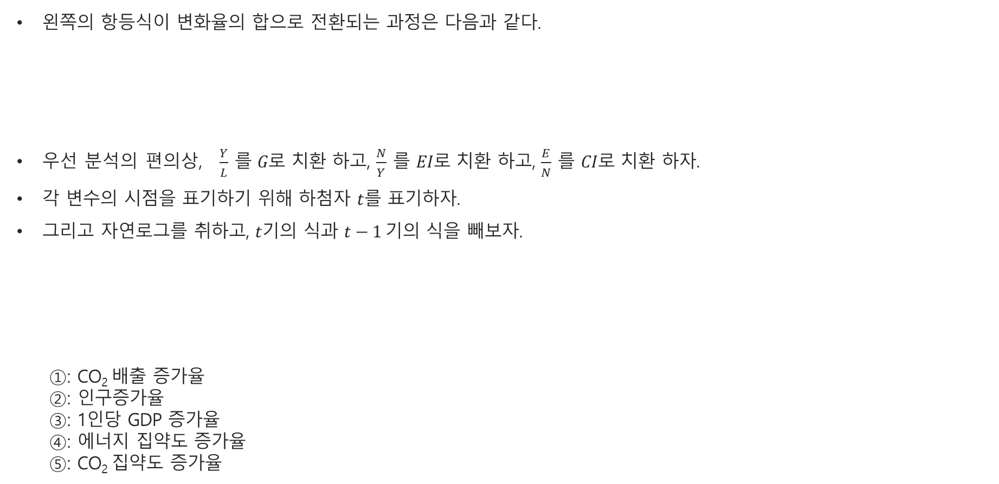 • 왼쪽의 항등식이 변화율의 합으로 전환되는 과정은 다음과 같다.
• 우선 분석의 편의상, Y/L 를 G로 치환 하고, N/Y 를 EI로 치환 하고, E/N 를 CI로 치환 하자.
• 각 변수의 시점을 표기하기 위해 하첨자 t를 표기하자.
• 그리고 자연로그를 취하고, t기의 식과 t − 1 기의 식을 빼보자.
①: CO₂ 배출 증가율
②: 인구증가율
③: 1인당 GDP 증가율
④: 에너지 집약도 증가율
⑤: CO₂ 집약도 증가율